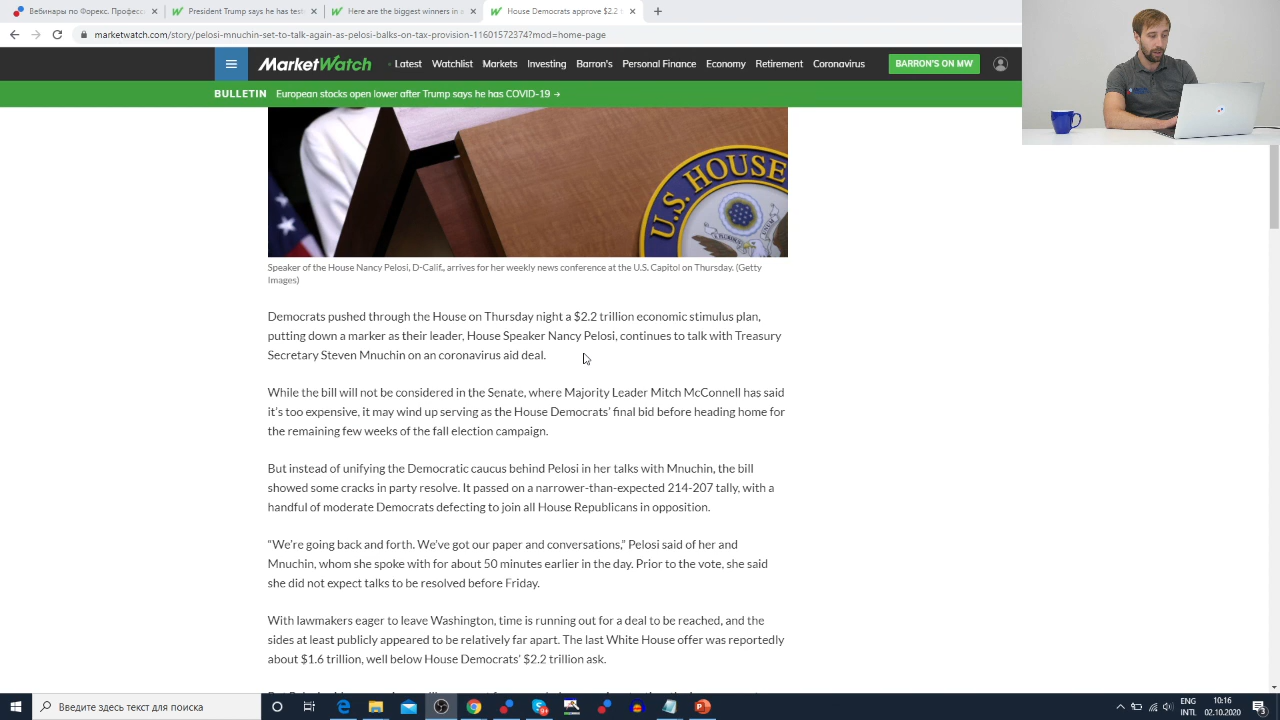 Вебинары по Форекс. Професс
President Trump says he has test
Here are the biggest winners in
House Democrats approve $2.2
marketwatch.com/story/pelosi-mnuchin-set-to-talk-again-as-pelosi-balks-on-tax-provision-11601572374?mod=home-page
MarketWatch
Latest Watchlist Markets Investing Barron's Personal Finance Economy Retirement Coronavirus
BARRON'S ON MW
BULLETIN European stocks open lower after Trump says he has COVID-19 →
U.S. HOUSE
Speaker of the House Nancy Pelosi, D-Calif., arrives for her weekly news conference at the U.S. Capitol on Thursday. (Getty
Images)
Democrats pushed through the House on Thursday night a $2.2 trillion economic stimulus plan,
putting down a marker as their leader, House Speaker Nancy Pelosi, continues to talk with Treasury
Secretary Steven Mnuchin on an coronavirus aid deal.
While the bill will not be considered in the Senate, where Majority Leader Mitch McConnell has said
it's too expensive, it may wind up serving as the House Democrats' final bid before heading home for
the remaining few weeks of the fall election campaign.
But instead of unifying the Democratic caucus behind Pelosi in her talks with Mnuchin, the bill
showed some cracks in party resolve. It passed on a narrower-than-expected 214-207 tally, with a
handful of moderate Democrats defecting to join all House Republicans in opposition.
“We're going back and forth. We've got our paper and conversations,” Pelosi said of her and
Mnuchin, whom she spoke with for about 50 minutes earlier in the day. Prior to the vote, she said
she did not expect talks to be resolved before Friday.
With lawmakers eager to leave Washington, time is running out for a deal to be reached, and the
sides at least publicly appeared to be relatively far apart. The last White House offer was reportedly
about $1.6 trillion, well below House Democrats' $2.2 trillion ask.
Введите здесь текст для поиска
ENG
INTL
10:16
02.10.2020
3